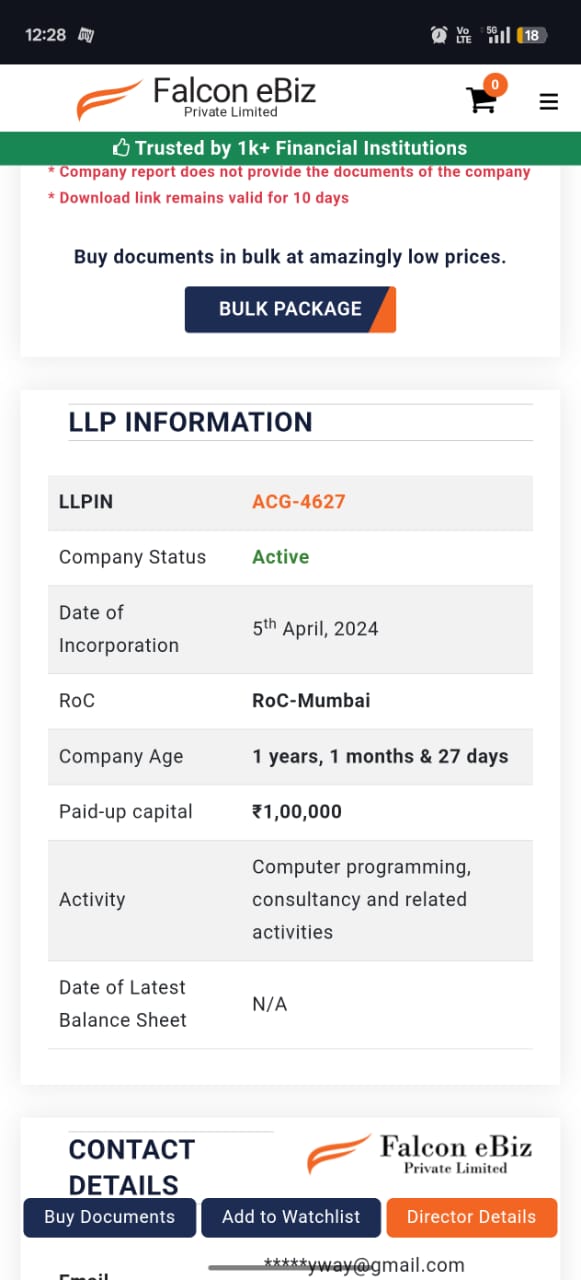 12:28
Vo
LTE
5G
18
Falcon eBiz
Private Limited
0
Trusted by 1k+ Financial Institutions
* Company report does not provide the documents of the company
* Download link remains valid for 10 days
Buy documents in bulk at amazingly low prices.
BULK PACKAGE
LLP INFORMATION
LLPIN ACG-4627
Company Status Active
Date of
Incorporation
5th April, 2024
RoC RoC-Mumbai
Company Age 1 years, 1 months & 27 days
Paid-up capital ₹1,00,000
Activity
Computer programming,
consultancy and related
activities
Date of Latest
Balance Sheet
N/A
CONTACT
DETAILS
Falcon eBiz
Private Limited
Buy Documents Add to Watchlist Director Details
Email *****yway@gmail.com